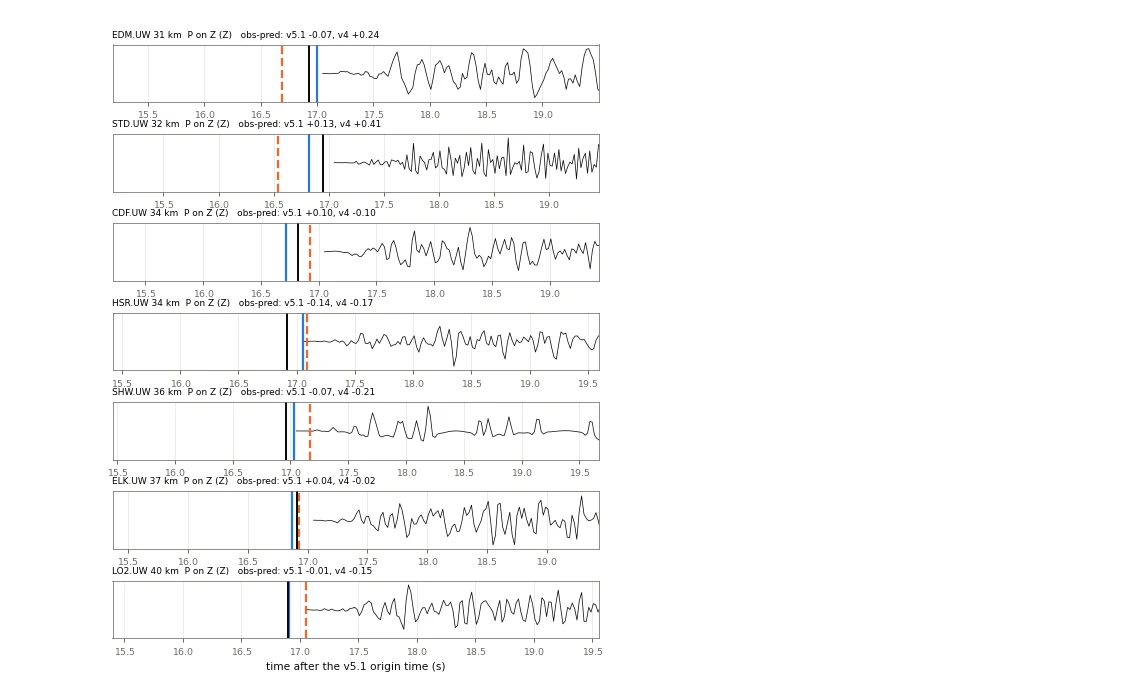 EDM.UW 31 km P on Z (Z) obs-pred: v5.1 -0.07, v4 +0.24
15.5 16.0 16.5 17.0 17.5 18.0 18.5 19.0
STD.UW 32 km P on Z (Z) obs-pred: v5.1 +0.13, v4 +0.41
15.5 16.0 16.5 17.0 17.5 18.0 18.5 19.0
CDF.UW 34 km P on Z (Z) obs-pred: v5.1 +0.10, v4 -0.10
15.5 16.0 16.5 17.0 17.5 18.0 18.5 19.0
HSR.UW 34 km P on Z (Z) obs-pred: v5.1 -0.14, v4 -0.17
15.5 16.0 16.5 17.0 17.5 18.0 18.5 19.0 19.5
SHW.UW 36 km P on Z (Z) obs-pred: v5.1 -0.07, v4 -0.21
15.5 16.0 16.5 17.0 17.5 18.0 18.5 19.0 19.5
ELK.UW 37 km P on Z (Z) obs-pred: v5.1 +0.04, v4 -0.02
15.5 16.0 16.5 17.0 17.5 18.0 18.5 19.0
LO2.UW 40 km P on Z (Z) obs-pred: v5.1 -0.01, v4 -0.15
15.5 16.0 16.5 17.0 17.5 18.0 18.5 19.0 19.5
time after the v5.1 origin time (s)